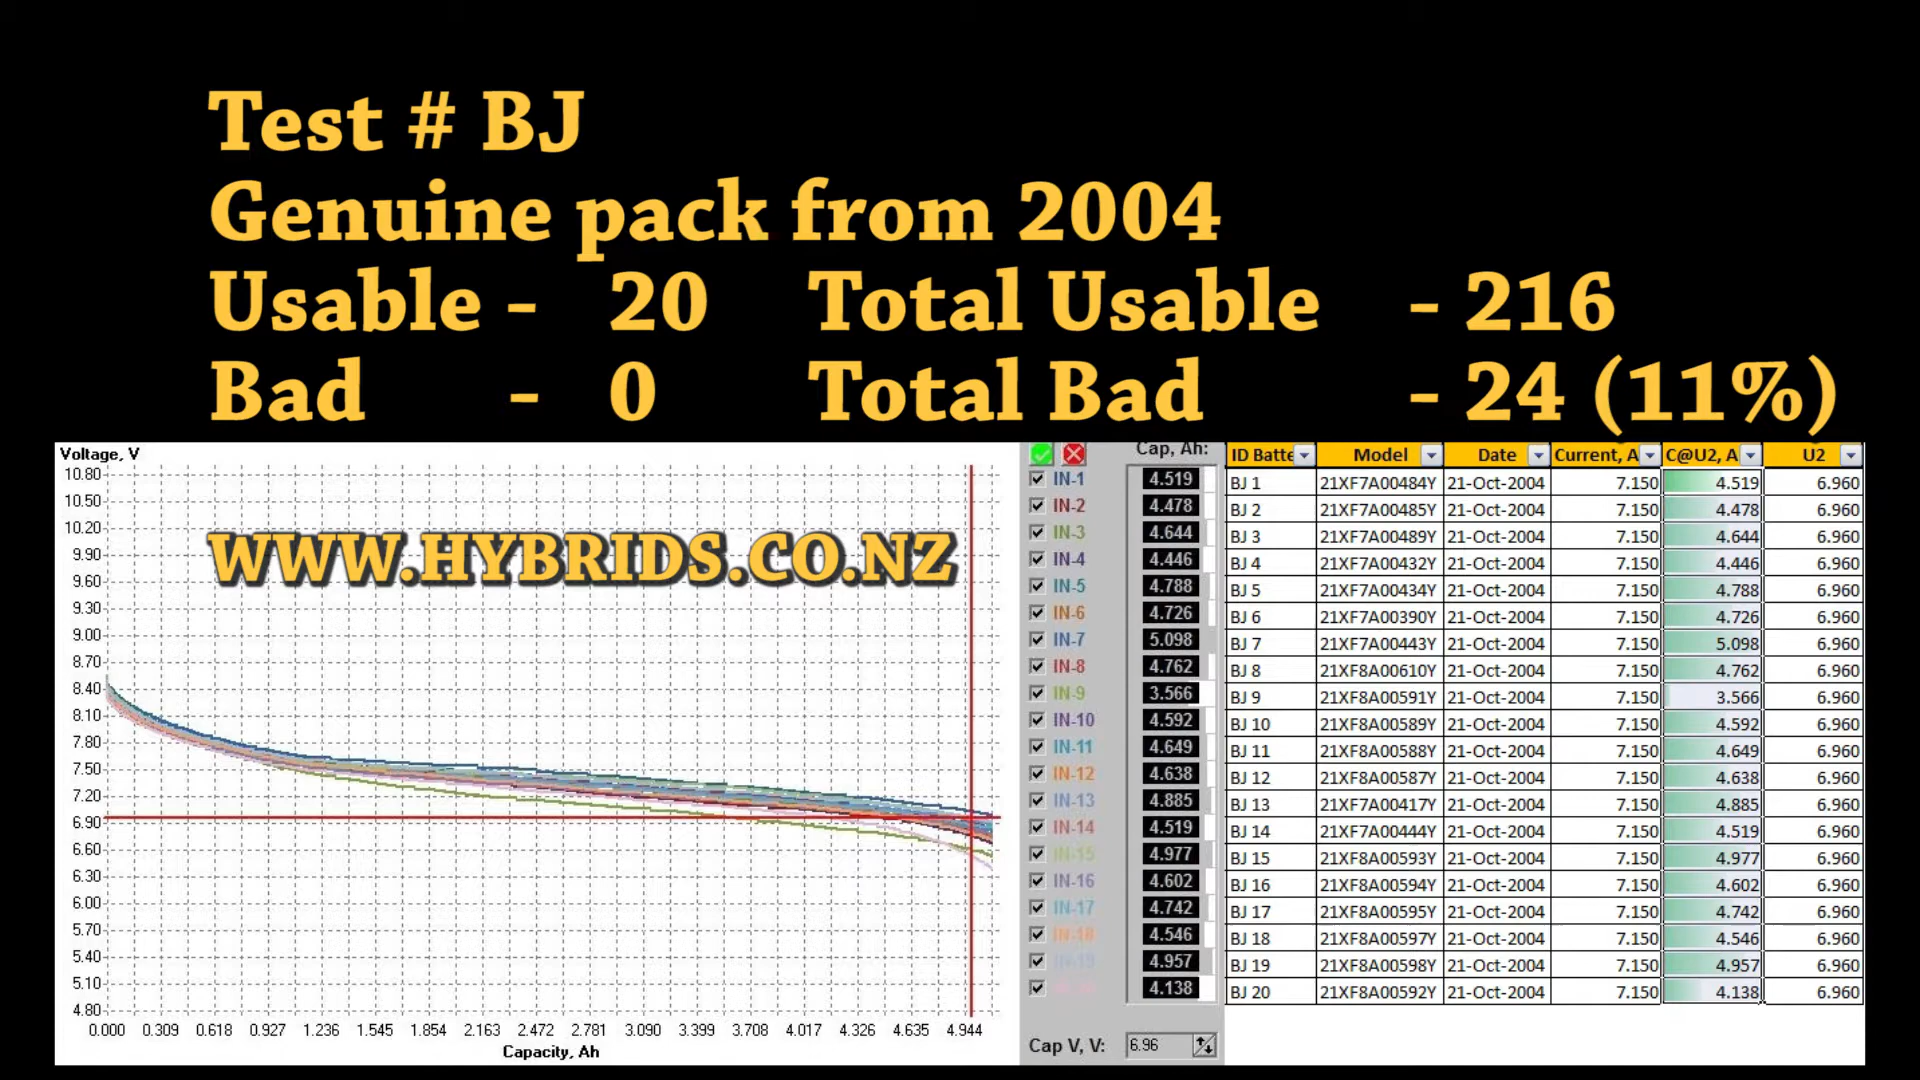 Test # BJ
Genuine pack from 2004
Usable - 20 Total Usable - 216
Bad - 0 Total Bad - 24 (11%)
Voltage, V
10.80
10.50
10.20
9.90
9.60
9.30
9.00
8.70
8.40
8.10
7.80
7.50
7.20
6.90
6.60
6.30
6.00
5.70
5.40
5.10
4.80
WWW.HYBRIDS.CO.NZ
0.000 0.309 0.618 0.927 1.236 1.545 1.854 2.163 2.472 2.781 3.090 3.399 3.708 4.017 4.326 4.635 4.944
Capacity, Ah
Cap, Ah:
IN-1 4.519
IN-2 4.478
IN-3 4.644
IN-4 4.446
IN-5 4.788
IN-6 4.726
IN-7 5.098
IN-8 4.762
IN-9 3.566
IN-10 4.592
IN-11 4.649
IN-12 4.638
IN-13 4.885
IN-14 4.519
IN-15 4.977
IN-16 4.602
IN-17 4.742
IN-18 4.546
IN-19 4.957
4.138
Cap V, V: 6.96
ID Batte Model Date Current, A C@U2, A U2
BJ 1 21XF7A00484Y 21-Oct-2004 7.150 4.519 6.960
BJ 2 21XF7A00485Y 21-Oct-2004 7.150 4.478 6.960
BJ 3 21XF7A00489Y 21-Oct-2004 7.150 4.644 6.960
BJ 4 21XF7A00432Y 21-Oct-2004 7.150 4.446 6.960
BJ 5 21XF7A00434Y 21-Oct-2004 7.150 4.788 6.960
BJ 6 21XF7A00390Y 21-Oct-2004 7.150 4.726 6.960
BJ 7 21XF7A00443Y 21-Oct-2004 7.150 5.098 6.960
BJ 8 21XF8A00610Y 21-Oct-2004 7.150 4.762 6.960
BJ 9 21XF8A00591Y 21-Oct-2004 7.150 3.566 6.960
BJ 10 21XF8A00589Y 21-Oct-2004 7.150 4.592 6.960
BJ 11 21XF8A00588Y 21-Oct-2004 7.150 4.649 6.960
BJ 12 21XF8A00587Y 21-Oct-2004 7.150 4.638 6.960
BJ 13 21XF7A00417Y 21-Oct-2004 7.150 4.885 6.960
BJ 14 21XF7A00444Y 21-Oct-2004 7.150 4.519 6.960
BJ 15 21XF8A00593Y 21-Oct-2004 7.150 4.977 6.960
BJ 16 21XF8A00594Y 21-Oct-2004 7.150 4.602 6.960
BJ 17 21XF8A00595Y 21-Oct-2004 7.150 4.742 6.960
BJ 18 21XF8A00597Y 21-Oct-2004 7.150 4.546 6.960
BJ 19 21XF8A00598Y 21-Oct-2004 7.150 4.957 6.960
BJ 20 21XF8A00592Y 21-Oct-2004 7.150 4.138 6.960